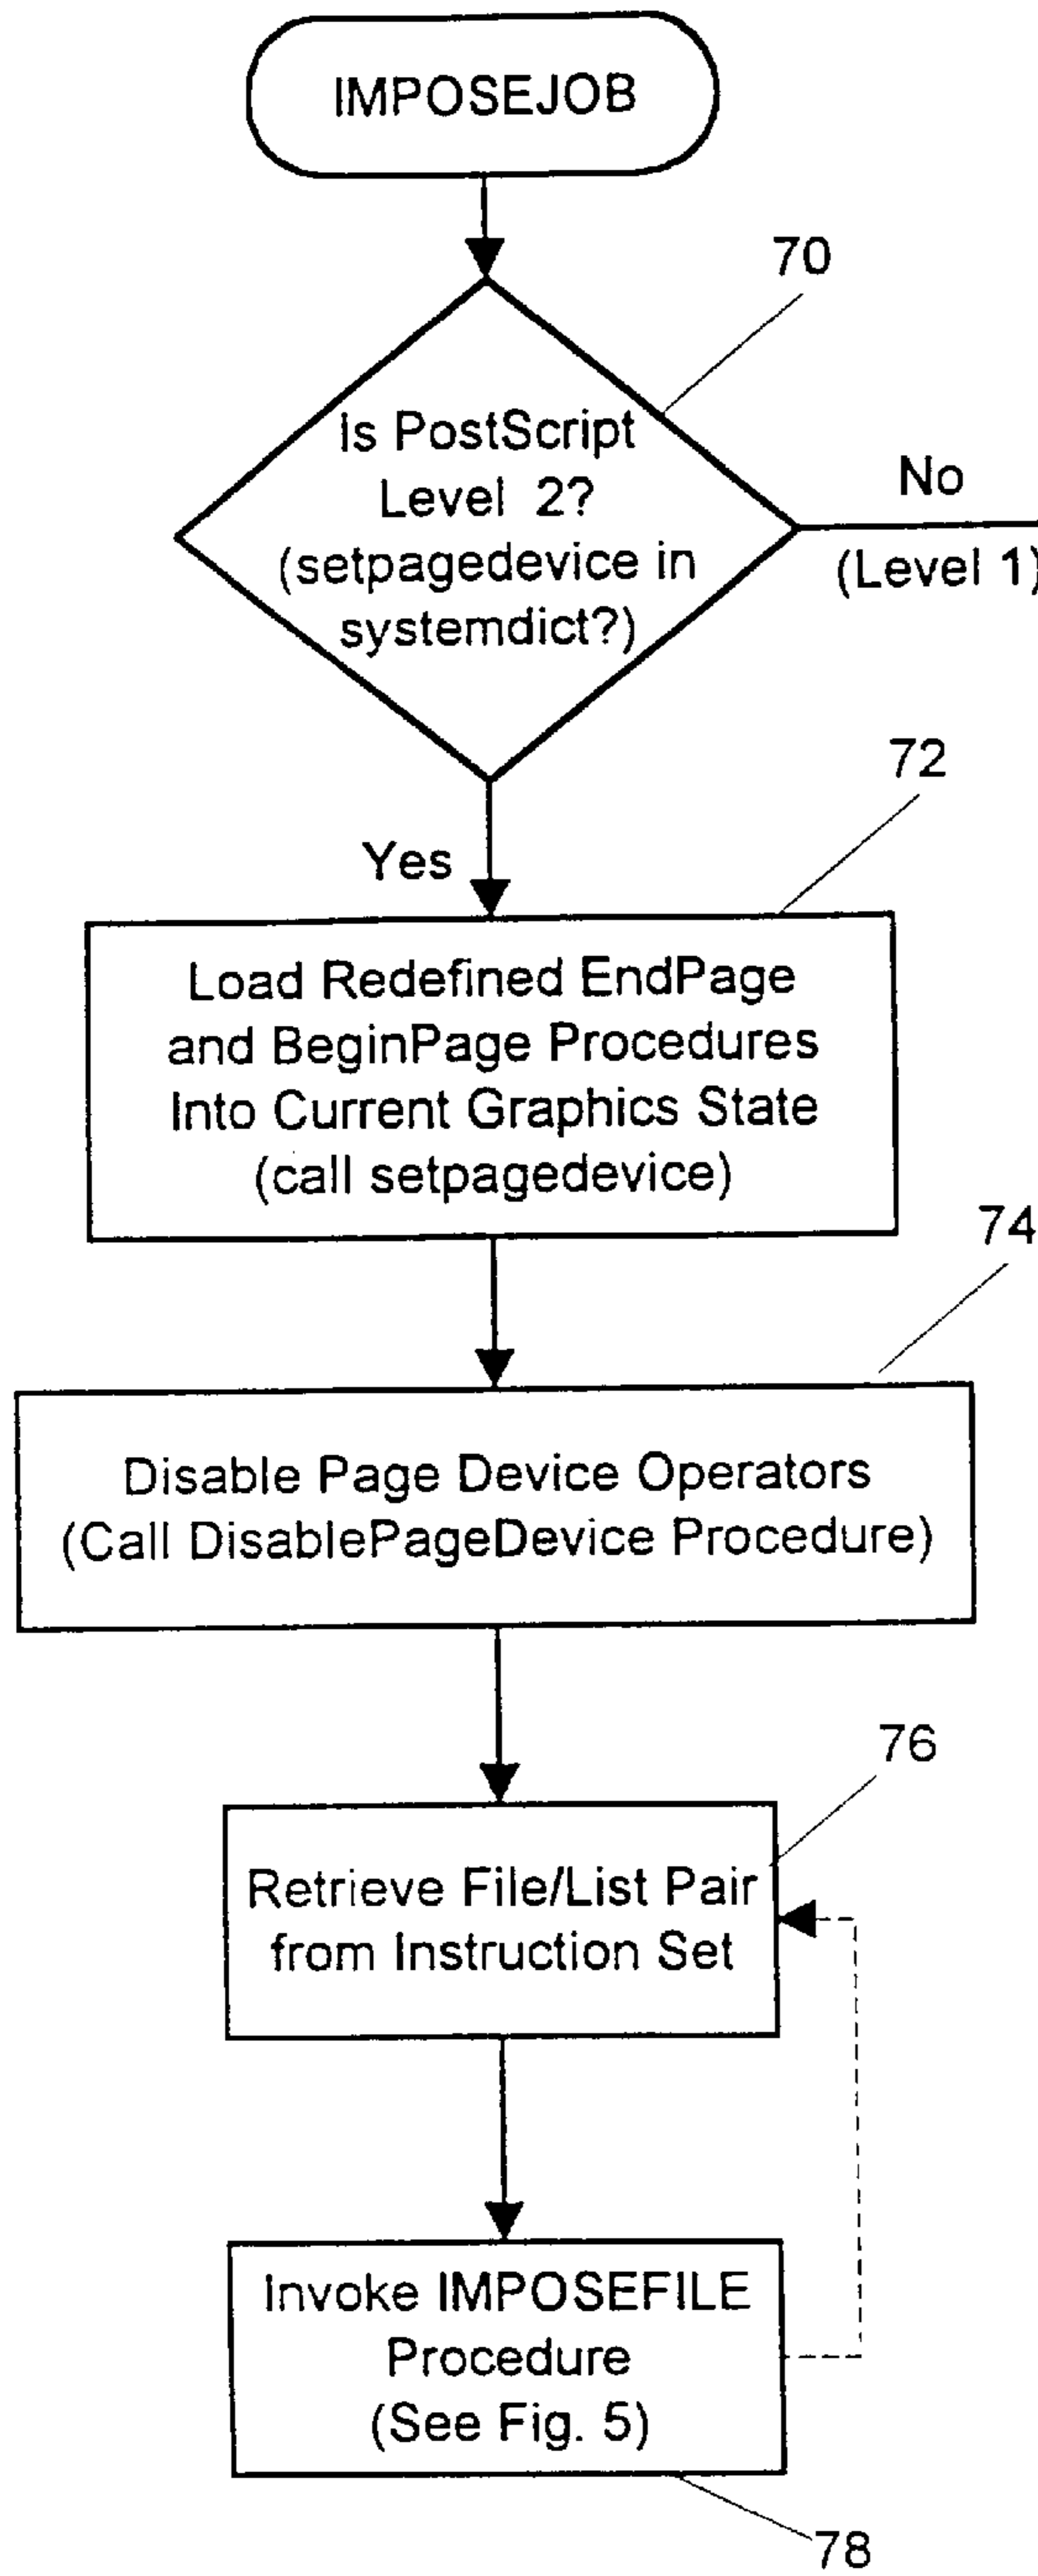 IMPOSEJOB
70
Is PostScript
Level 2?
(setpagedevice in
systemdict?)
No
(Level 1)
72
Yes
Load Redefined EndPage
and BeginPage Procedures
Into Current Graphics State
(call setpagedevice)
74
Disable Page Device Operators
(Call DisablePageDevice Procedure)
76
Retrieve File/List Pair
from Instruction Set
Invoke IMPOSEFILE
Procedure
(See Fig. 5)
78